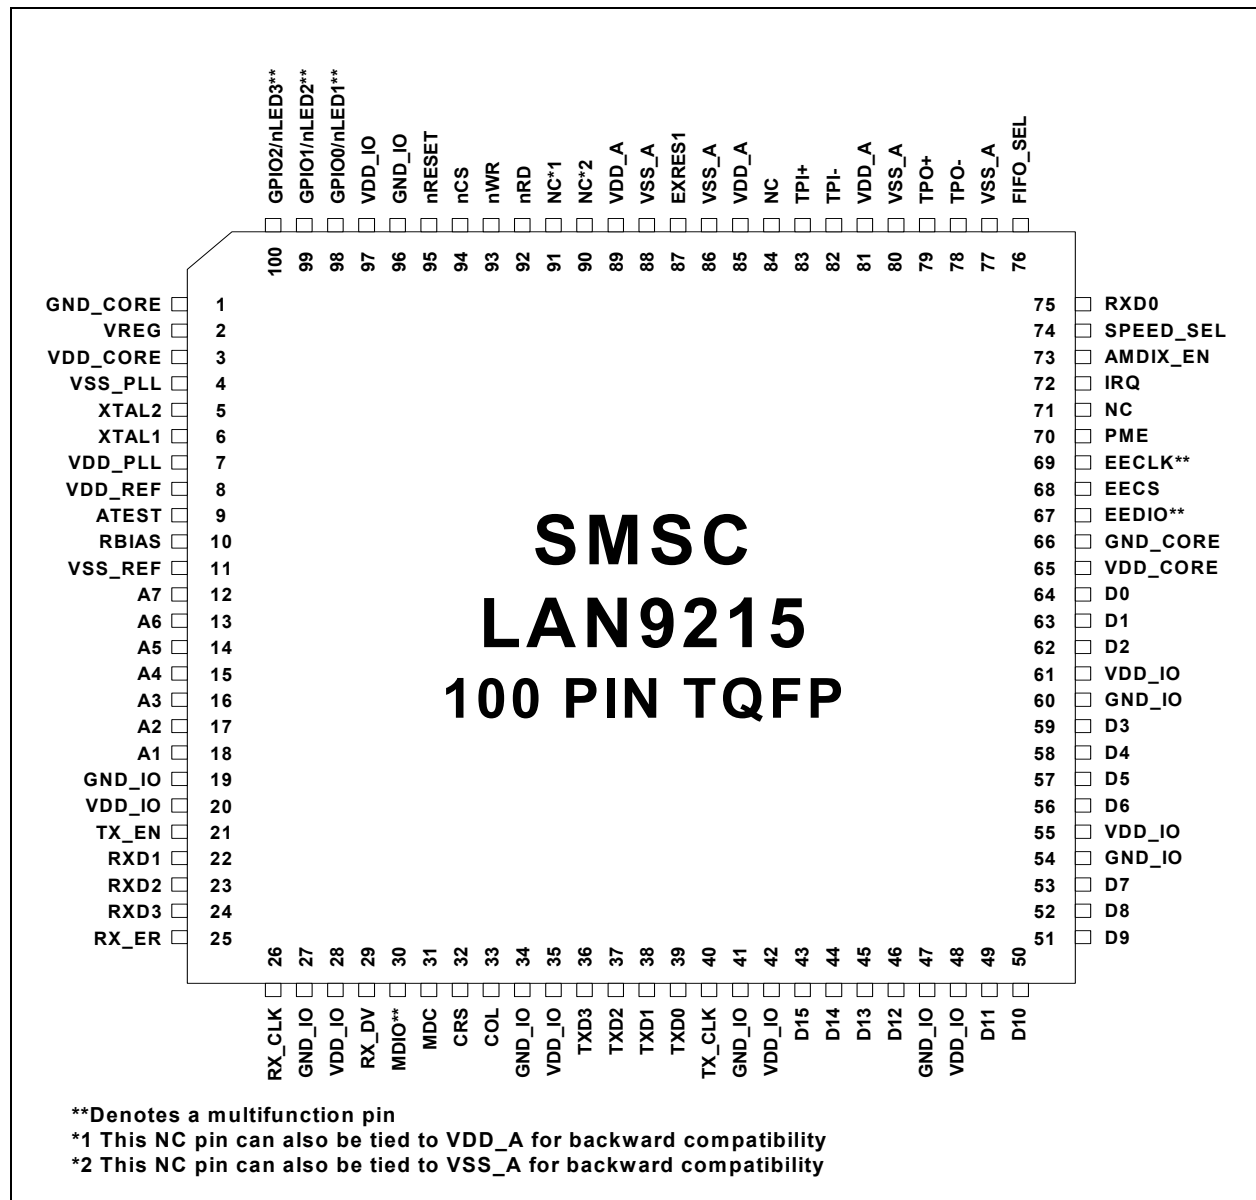 GPIO2/nLED3**
GPIO1/nLED2**
GPIO0/nLED1**
VDD_IO
GND_IO
nRESET
nCS
nWR
nRD
NC*1
NC*2
VDD_A
VSS_A
EXRES1
VSS_A
VDD_A
NC
TPI+
TPI-
VDD_A
VSS_A
TPO+
TPO-
VSS_A
FIFO_SEL
100
99
98
97
96
95
94
93
92
91
90
89
88
87
86
85
84
83
82
81
80
79
78
77
76
GND_CORE 1
VREG 2
VDD_CORE 3
VSS_PLL 4
XTAL2 5
XTAL1 6
VDD_PLL 7
VDD_REF 8
ATEST 9
RBIAS 10
VSS_REF 11
A7 12
A6 13
A5 14
A4 15
A3 16
A2 17
A1 18
GND_IO 19
VDD_IO 20
TX_EN 21
RXD1 22
RXD2 23
RXD3 24
RX_ER 25
SMSC
LAN9215
100 PIN TQFP
75 RXD0
74 SPEED_SEL
73 AMDIX_EN
72 IRQ
71 NC
70 PME
69 EECLK**
68 EECS
67 EEDIO**
66 GND_CORE
65 VDD_CORE
64 D0
63 D1
62 D2
61 VDD_IO
60 GND_IO
59 D3
58 D4
57 D5
56 D6
55 VDD_IO
54 GND_IO
53 D7
52 D8
51 D9
26
27
28
29
30
31
32
33
34
35
36
37
38
39
40
41
42
43
44
45
46
47
48
49
50
RX_CLK
GND_IO
VDD_IO
RX_DV
MDIO**
MDC
CRS
COL
GND_IO
VDD_IO
TXD3
TXD2
TXD1
TXD0
TX_CLK
GND_IO
VDD_IO
D15
D14
D13
D12
GND_IO
VDD_IO
D11
D10
**Denotes a multifunction pin
*1 This NC pin can also be tied to VDD_A for backward compatibility
*2 This NC pin can also be tied to VSS_A for backward compatibility